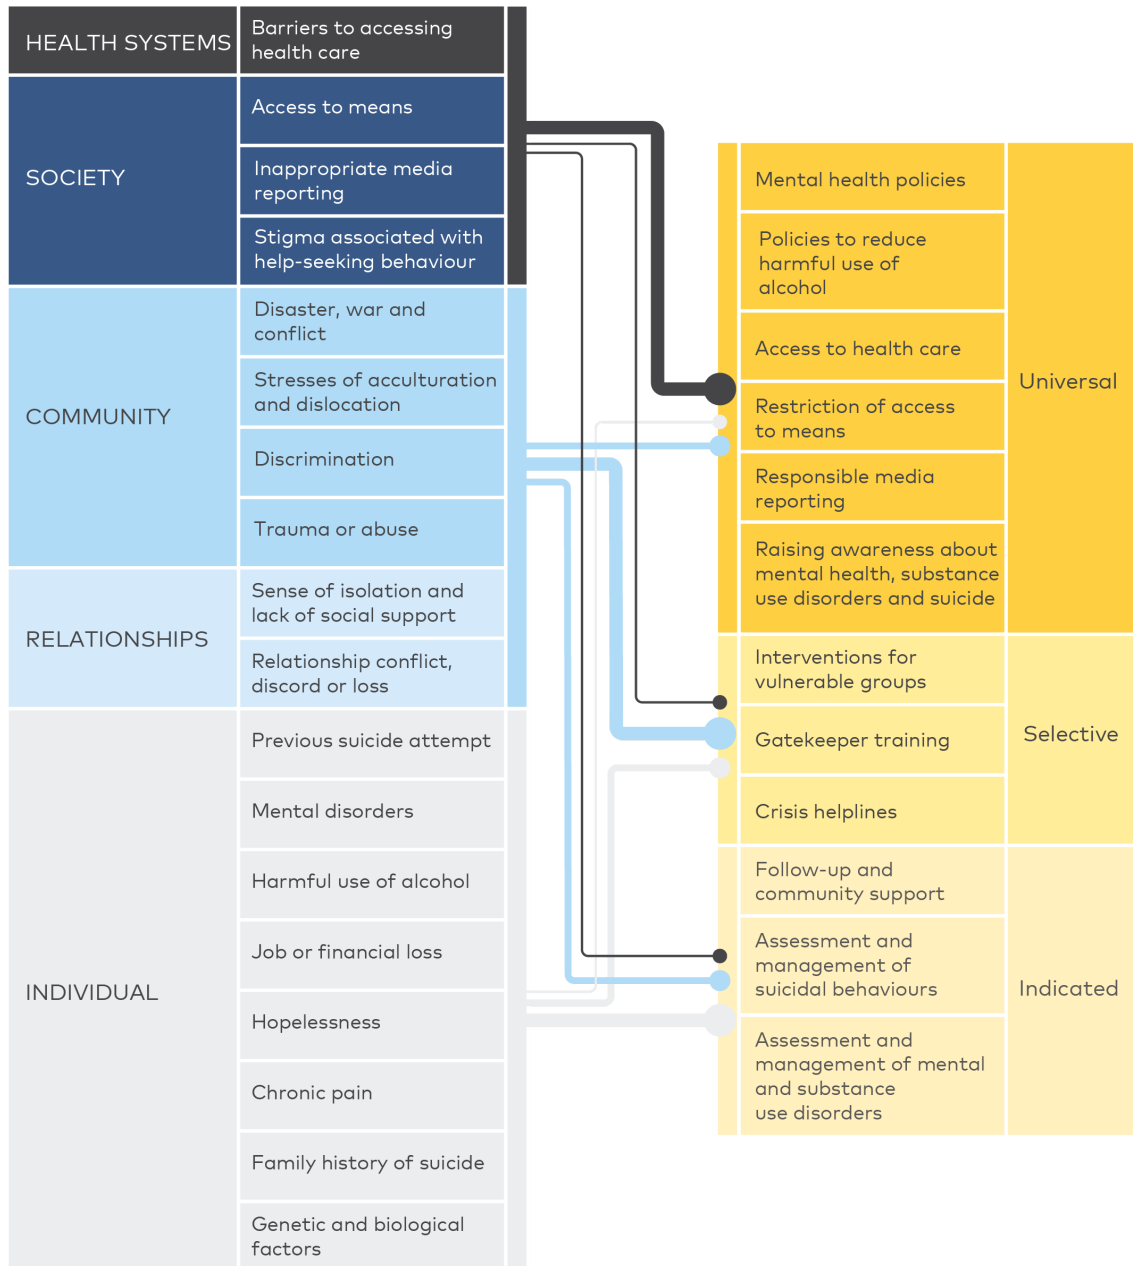 HEALTH SYSTEMS
Barriers to accessing
health care
SOCIETY
Access to means
Inappropriate media
reporting
Stigma associated with
help-seeking behaviour
COMMUNITY
Disaster, war and
conflict
Stresses of acculturation
and dislocation
Discrimination
Trauma or abuse
RELATIONSHIPS
Sense of isolation and
lack of social support
Relationship conflict,
discord or loss
INDIVIDUAL
Previous suicide attempt
Mental disorders
Harmful use of alcohol
Job or financial loss
Hopelessness
Chronic pain
Family history of suicide
Genetic and biological
factors
Mental health policies
Policies to reduce
harmful use of
alcohol
Access to health care
Restriction of access
to means
Responsible media
reporting
Raising awareness about
mental health, substance
use disorders and suicide
Universal
Interventions for
vulnerable groups
Gatekeeper training
Crisis helplines
Selective
Follow-up and
community support
Assessment and
management of
suicidal behaviours
Assessment and
management of mental
and substance
use disorders
Indicated